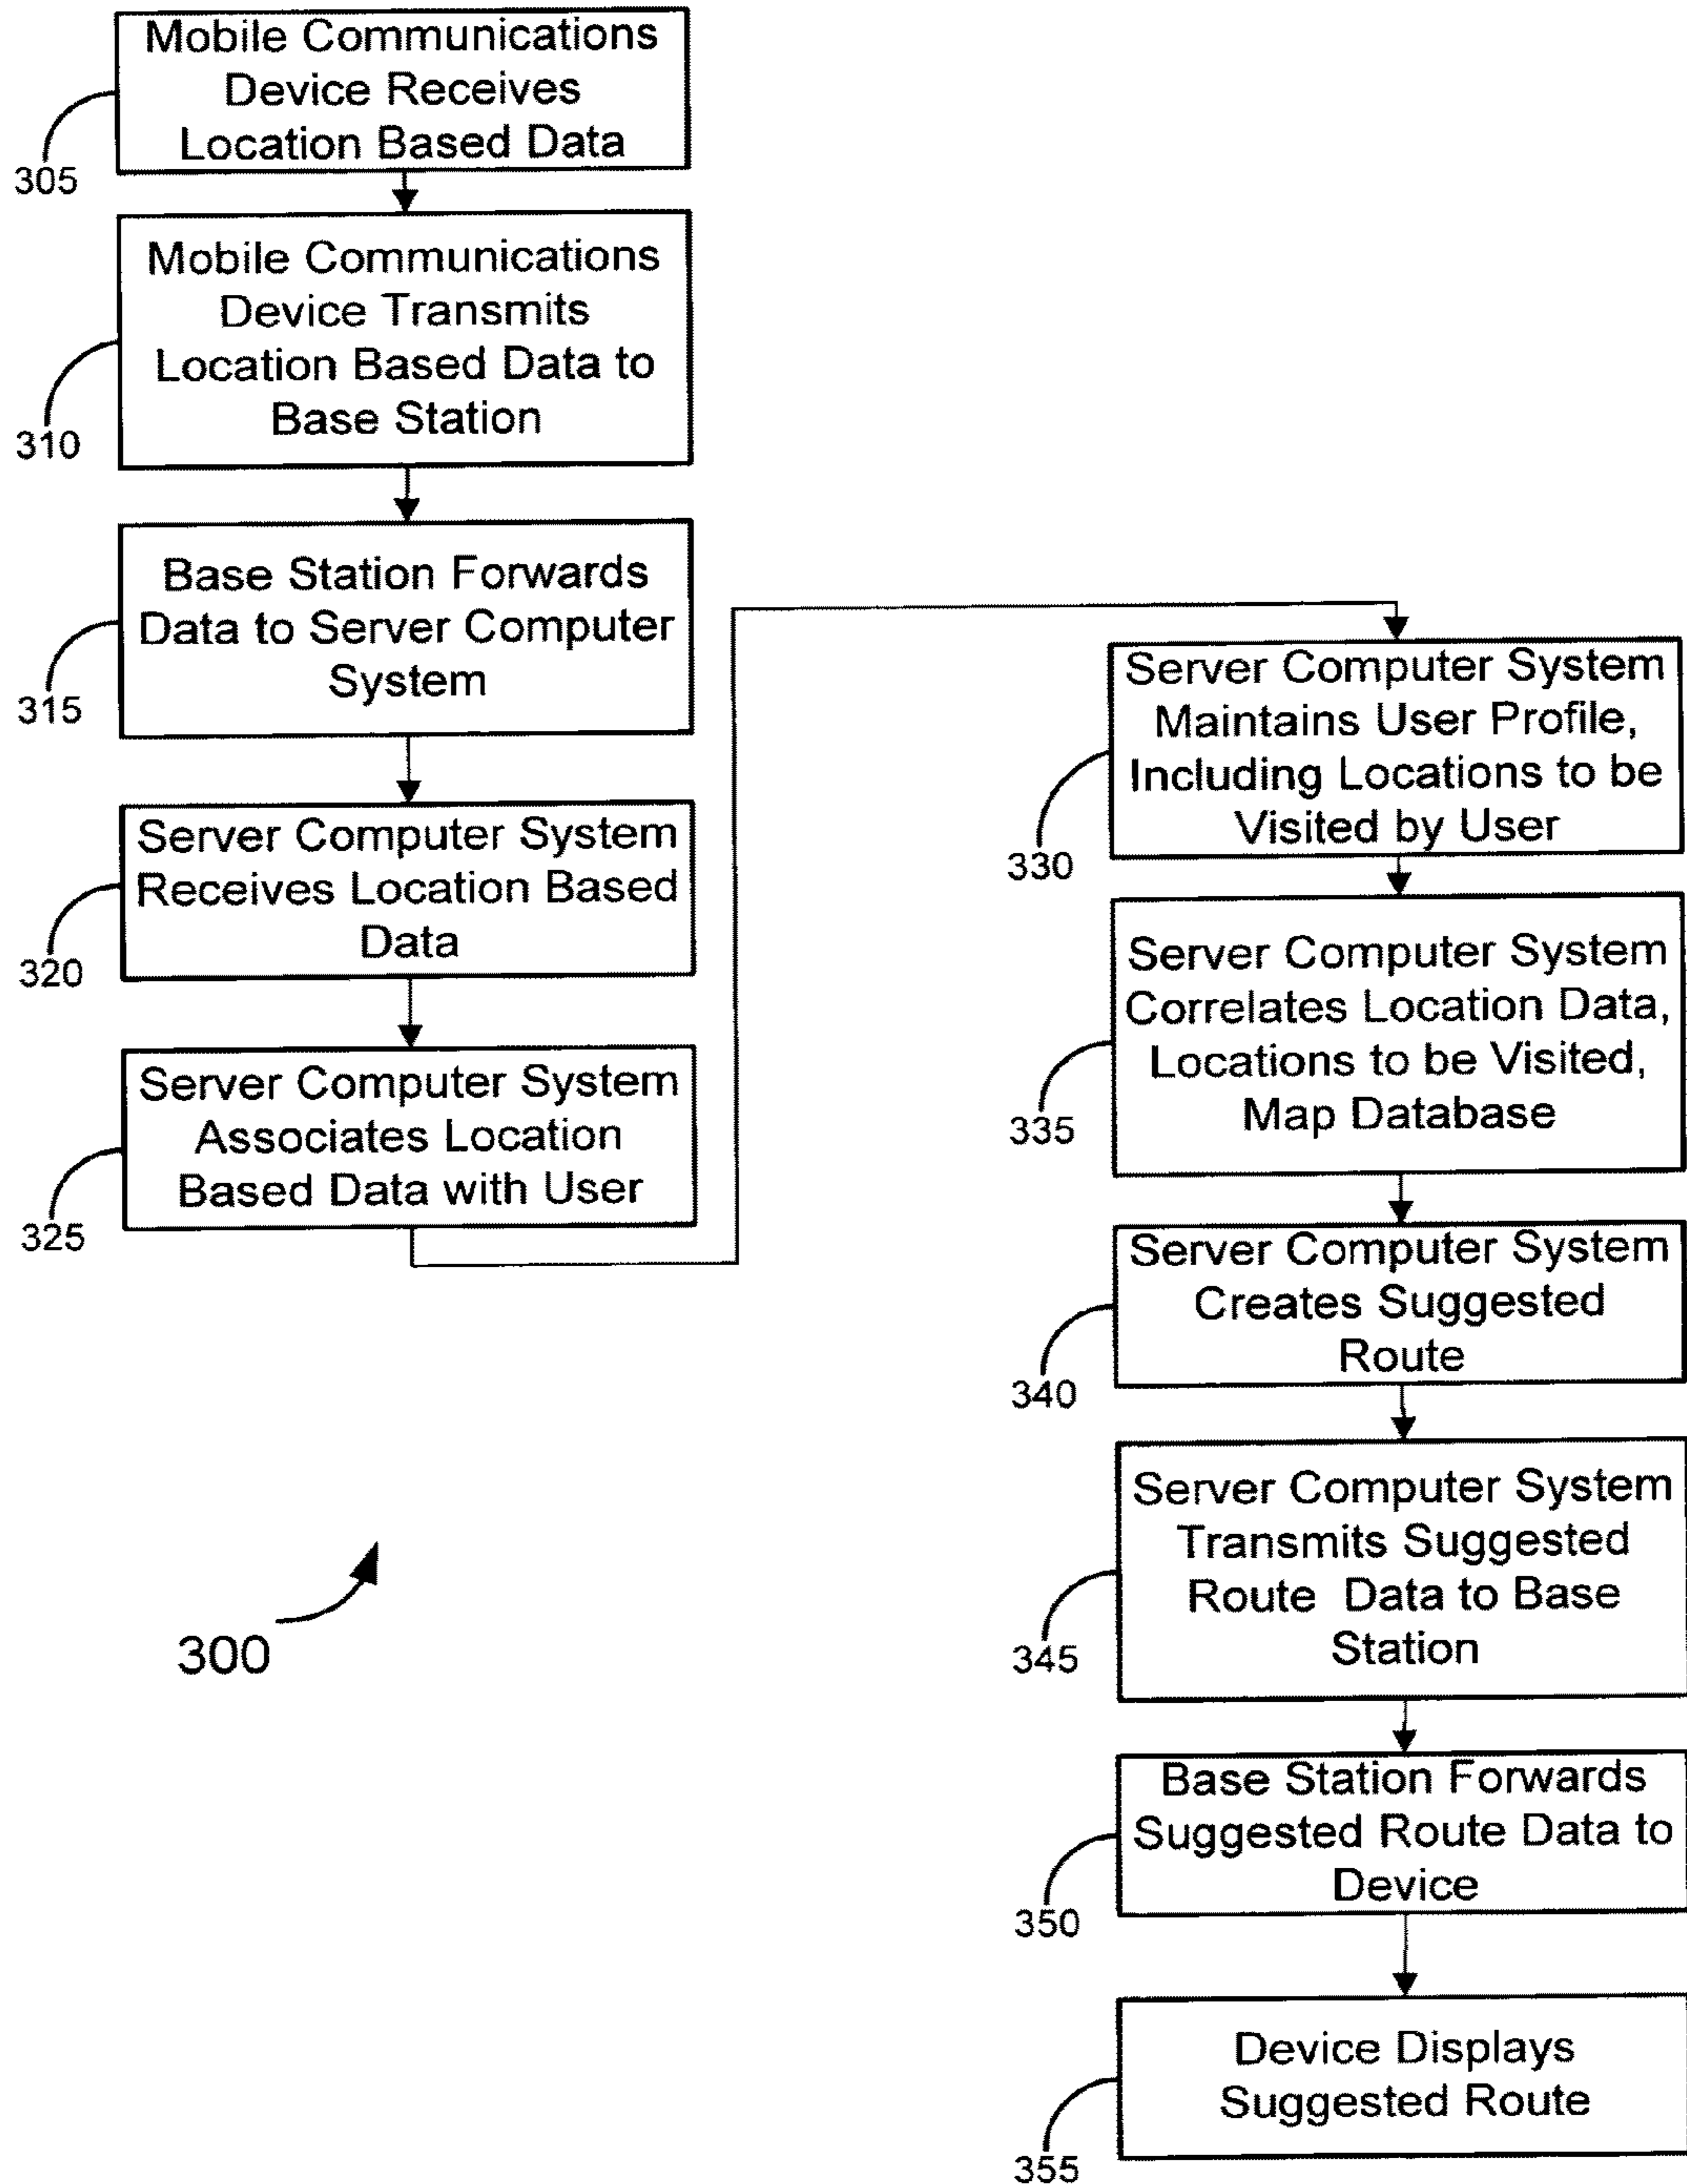 Mobile Communications
Device Receives
Location Based Data
305
Mobile Communications
Device Transmits
Location Based Data to
Base Station
310
Base Station Forwards
Data to Server Computer
System
315
Server Computer System
Receives Location Based
Data
320
Server Computer System
Associates Location
Based Data with User
325
300
Server Computer System
Maintains User Profile,
Including Locations to be
Visited by User
330
Server Computer System
Correlates Location Data,
Locations to be Visited,
Map Database
335
Server Computer System
Creates Suggested
Route
340
Server Computer System
Transmits Suggested
Route Data to Base
Station
345
Base Station Forwards
Suggested Route Data to
Device
350
Device Displays
Suggested Route
355